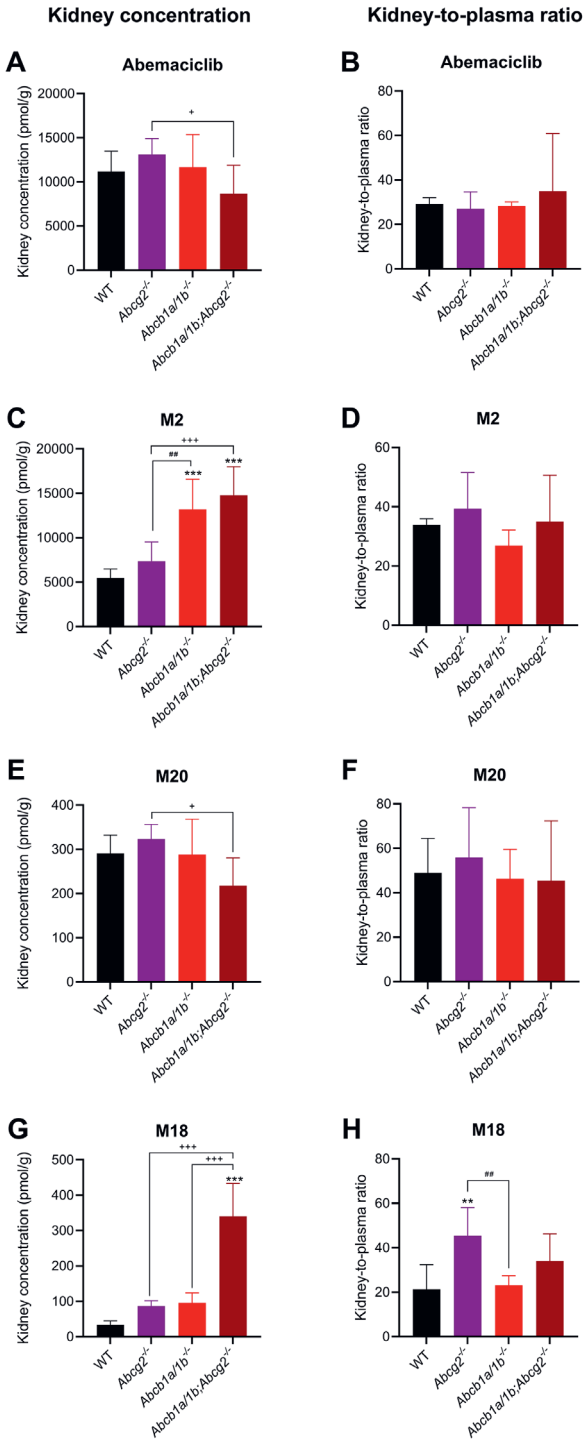 Kidney concentration
Kidney-to-plasma ratio
A
Abemaciclib
Kidney concentration (pmol/g)
20000
15000
10000
5000
0
+
WT
Abcg2-/-
Abcb1a/1b-/-
Abcb1a/1b;Abcg2-/-
B
Abemaciclib
Kidney-to-plasma ratio
80
60
40
20
0
WT
Abcg2-/-
Abcb1a/1b-/-
Abcb1a/1b;Abcg2-/-
C
M2
Kidney concentration (pmol/g)
20000
15000
10000
5000
0
+++
##
***
***
WT
Abcg2-/-
Abcb1a/1b-/-
Abcb1a/1b;Abcg2-/-
D
M2
Kidney-to-plasma ratio
60
40
20
0
WT
Abcg2-/-
Abcb1a/1b-/-
Abcb1a/1b;Abcg2-/-
E
M20
Kidney concentration (pmol/g)
400
300
200
100
0
+
WT
Abcg2-/-
Abcb1a/1b-/-
Abcb1a/1b;Abcg2-/-
F
M20
Kidney-to-plasma ratio
80
60
40
20
0
WT
Abcg2-/-
Abcb1a/1b-/-
Abcb1a/1b;Abcg2-/-
G
M18
Kidney concentration (pmol/g)
500
400
300
200
100
0
+++
+++
***
WT
Abcg2-/-
Abcb1a/1b-/-
Abcb1a/1b;Abcg2-/-
H
M18
Kidney-to-plasma ratio
80
60
40
20
0
##
**
WT
Abcg2-/-
Abcb1a/1b-/-
Abcb1a/1b;Abcg2-/-